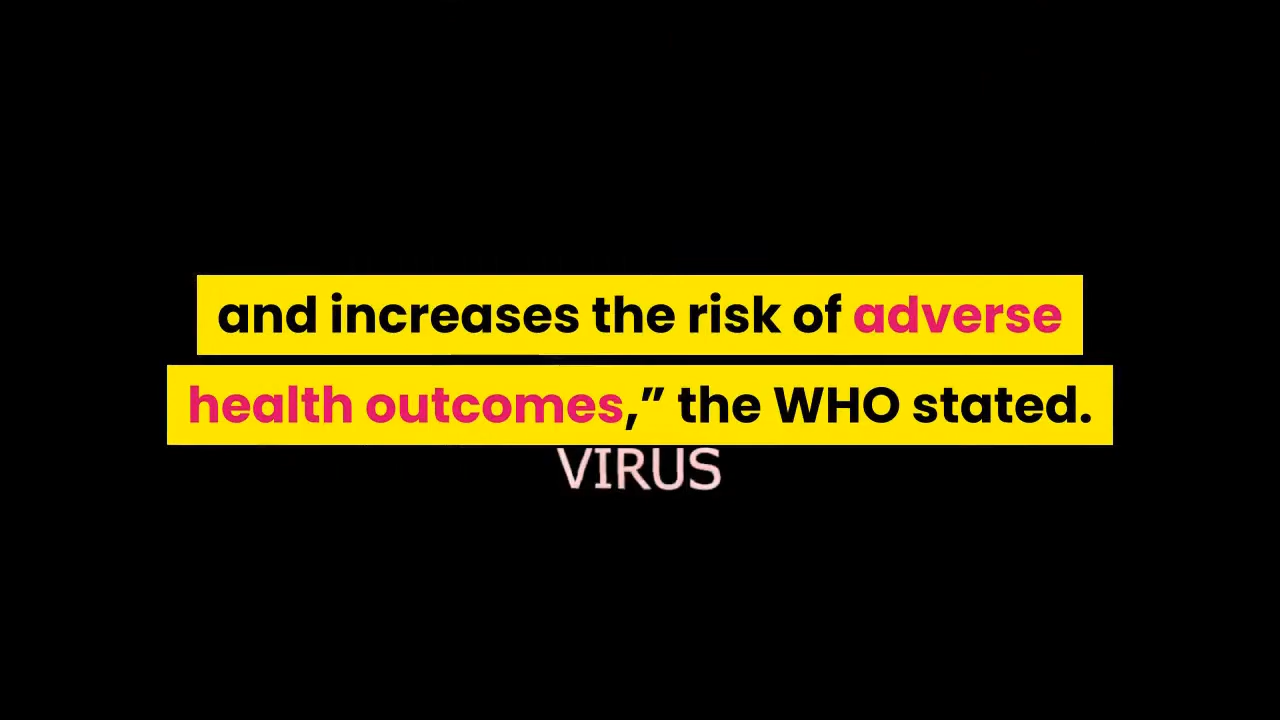 and increases the risk of adverse
health outcomes,” the WHO stated.
VIRUS